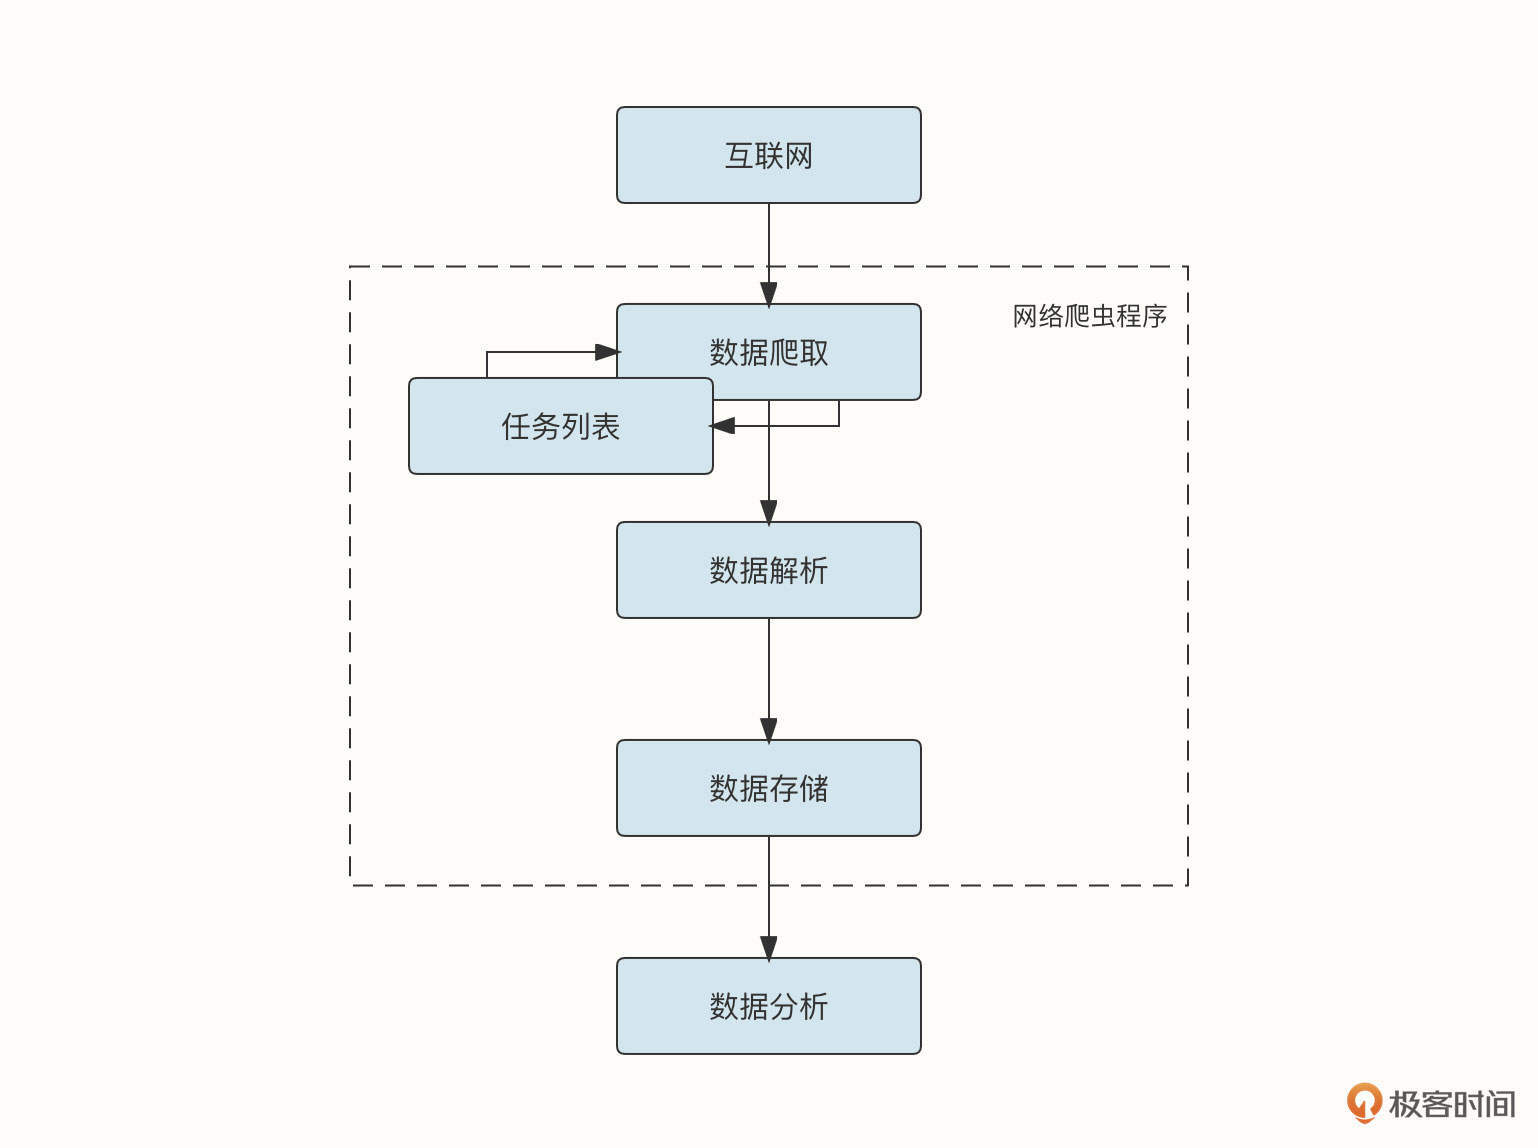 互联网
网络爬虫程序
数据爬取
任务列表
数据解析
数据存储
数据分析
极客时间